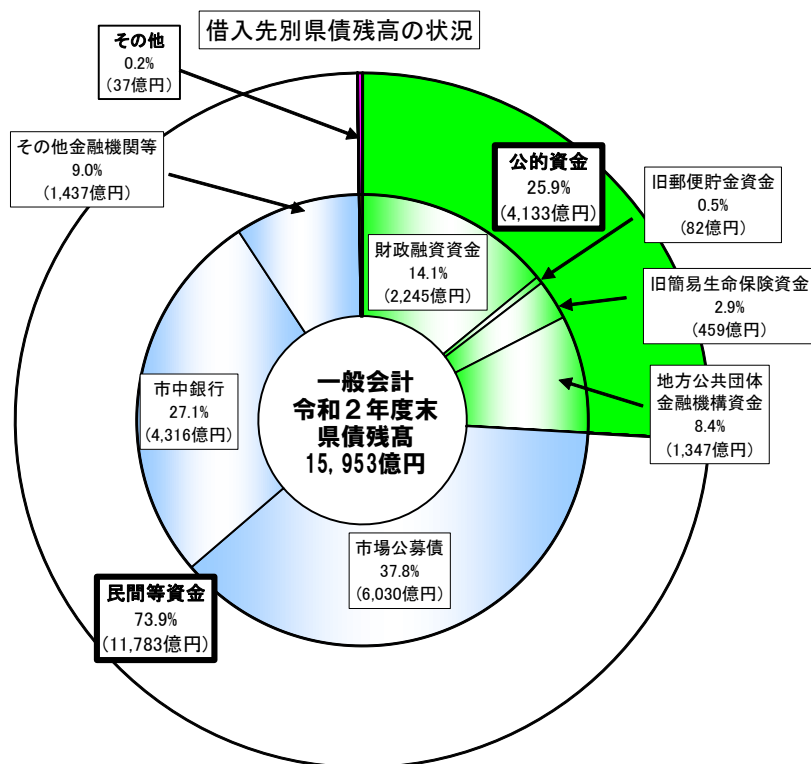 借入先別県債残高の状況
その他
0.2%
(37億円)
その他金融機関等
9.0%
(1,437億円)
公的資金
25.9%
(4,133億円)
旧郵便貯金資金
0.5%
(82億円)
財政融資資金
14.1%
(2,245億円)
旧簡易生命保険資金
2.9%
(459億円)
地方公共団体
金融機構資金
8.4%
(1,347億円)
市中銀行
27.1%
(4,316億円)
一般会計
令和２年度末
県債残高
15,953億円
市場公募債
37.8%
(6,030億円)
民間等資金
73.9%
(11,783億円)